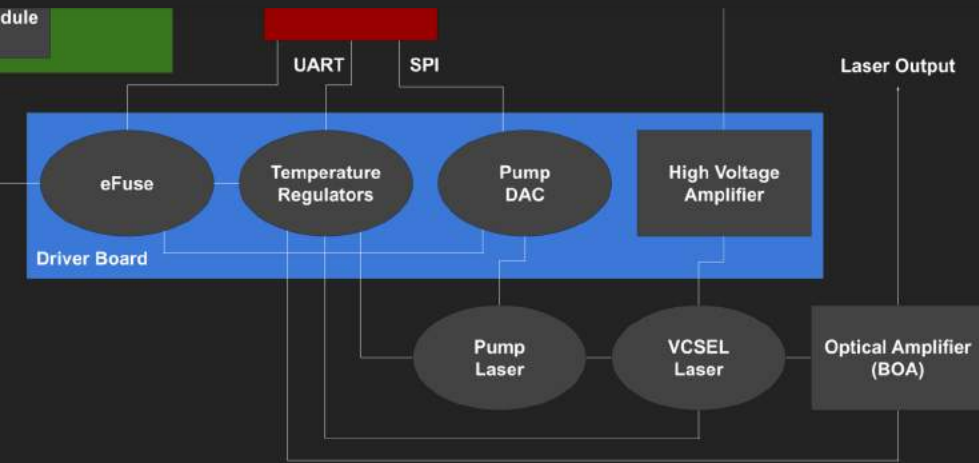 dule
UART
SPI
Laser Output
eFuse
Temperature
Regulators
Pump
DAC
High Voltage
Amplifier
Driver Board
Pump
Laser
VCSEL
Laser
Optical Amplifier
(BOA)